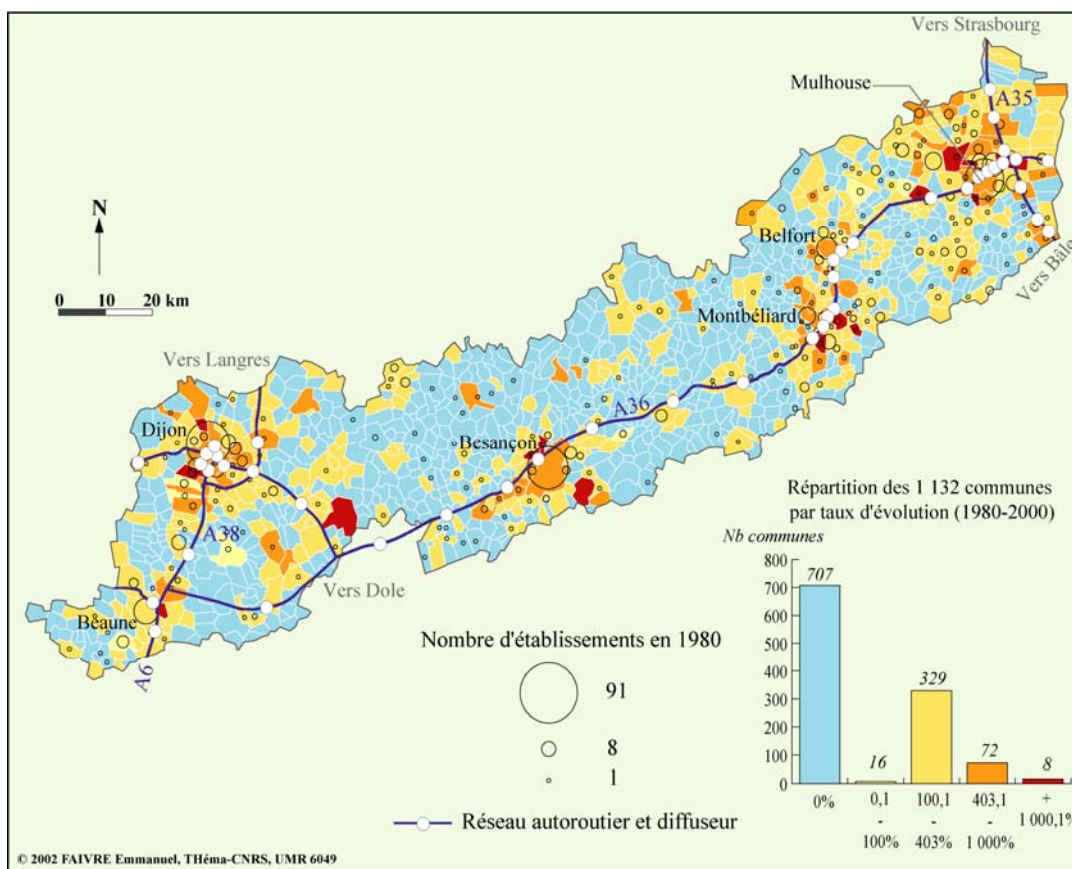 Vers Strasbourg
Mulhouse
A35
N
Belfort
Vers Bâle
0 10 20 km
Montbéliard
Vers Langres
A36
Dijon
Besançon
A38
Vers Dole
Beaune
A6
Répartition des 1 132 communes
par taux d'évolution (1980-2000)
Nb communes
Nombre d'établissements en 1980
91
8
1
Réseau autoroutier et diffuseur
800
700
600
500
400
300
200
100
0
707
16
329
72
8
0%
0,1 - 100%
100,1 - 403%
403,1 - 1 000%
+ 1 000,1%
© 2002 FAIVRE Emmanuel, THéma-CNRS, UMR 6049